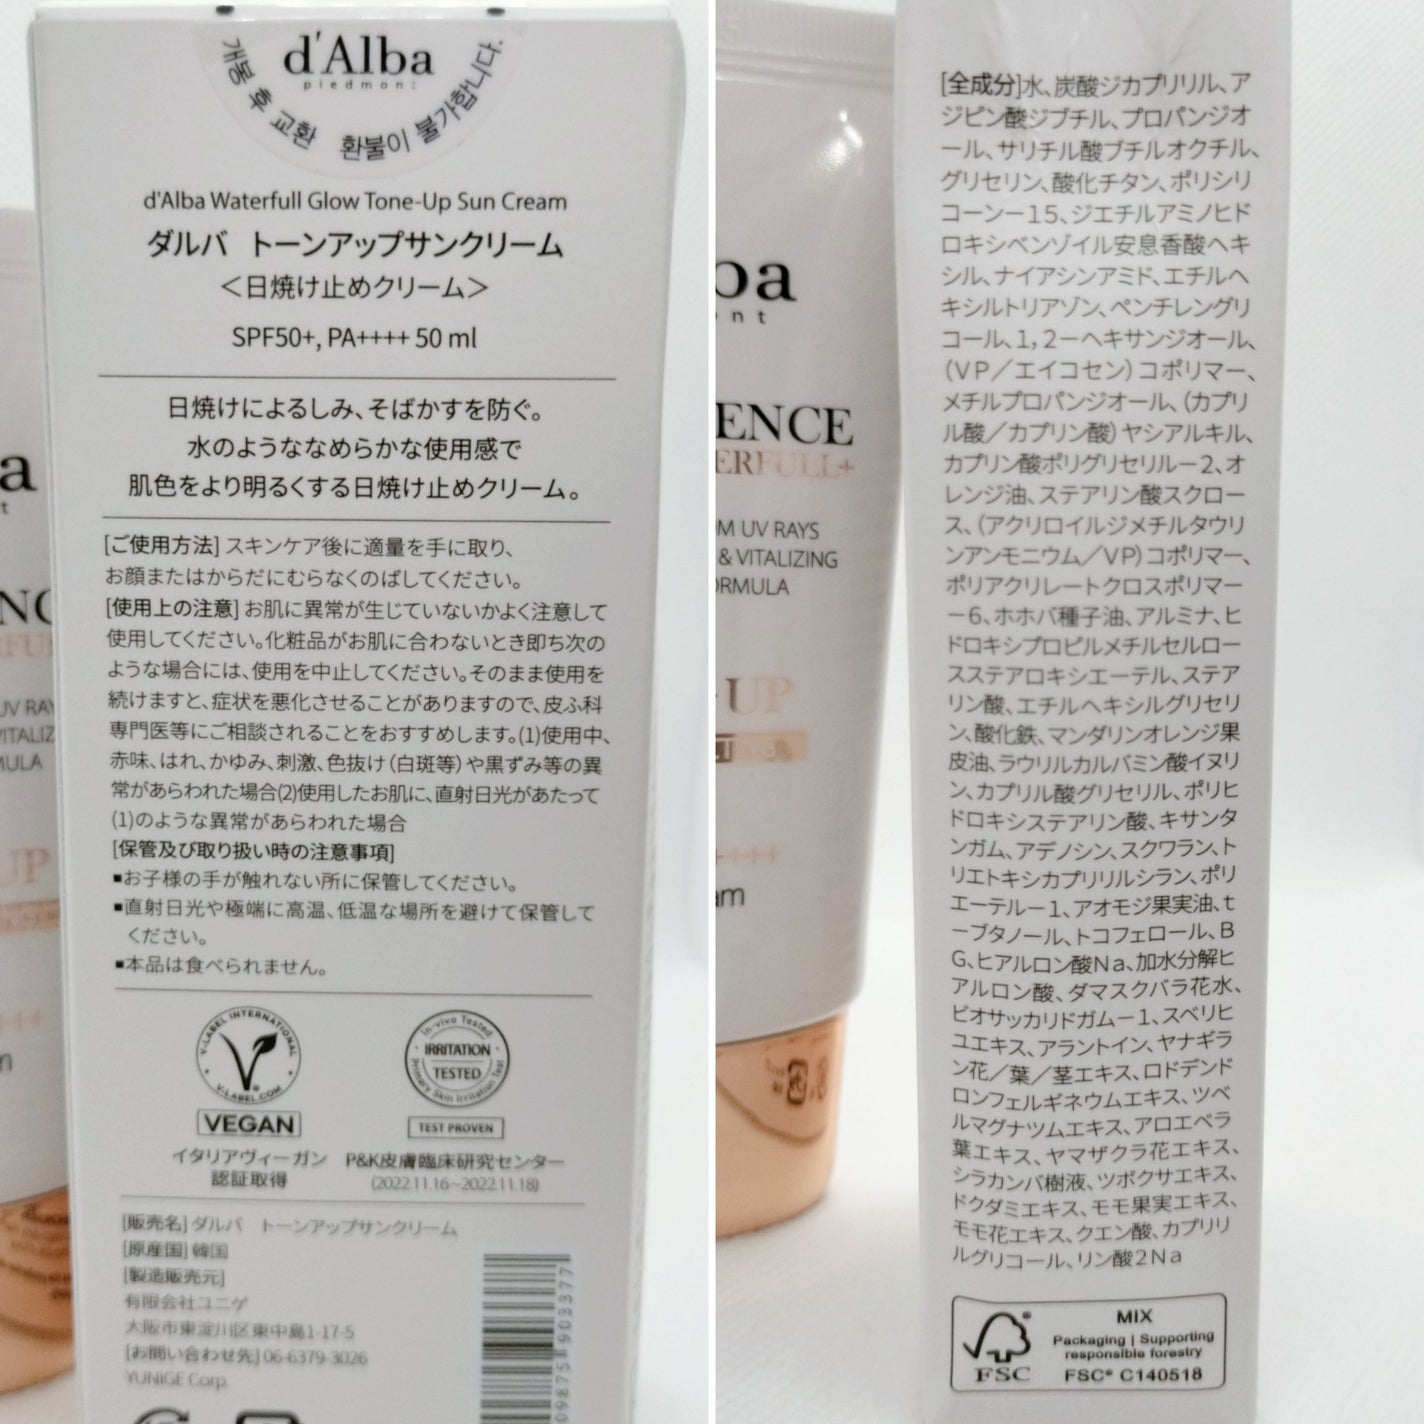 d'Alba
piedmont
개봉 후 교환 환불이 불가합니다.
d'Alba Waterfull Glow Tone-Up Sun Cream
ダルバ トーンアップサンクリーム
＜日焼け止めクリーム＞
SPF50+, PA++++ 50 ml
日焼けによるしみ、そばかすを防ぐ。
水のようななめらかな使用感で
肌色をより明るくする日焼け止めクリーム。
[ご使用方法] スキンケア後に適量を手に取り、
お顔またはからだにむらなくのばしてください。
[使用上の注意] お肌に異常が生じていないかよく注意して
使用してください。化粧品がお肌に合わないとき即ち次の
ような場合には、使用を中止してください。そのまま使用を
続けますと、症状を悪化させることがありますので、皮ふ科
専門医等にご相談されることをおすすめします。(1)使用中、
赤味、はれ、かゆみ、刺激、色抜け（白斑等）や黒ずみ等の異
常があらわれた場合(2)使用したお肌に、直射日光があたって
(1)のような異常があらわれた場合
[保管及び取り扱い時の注意事項]
■お子様の手が触れない所に保管してください。
■直射日光や極端に高温、低温な場所を避けて保管して
ください。
■本品は食べられません。
V-LABEL INTERNATIONAL
V-LABEL.COM
VEGAN
イタリアヴィーガン
認証取得
In-vivo Tested
IRRITATION
TESTED
Primary Skin Irritation Test
TEST PROVEN
P&K皮膚臨床研究センター
(2022.11.16~2022.11.18)
[販売名] ダルバ トーンアップサンクリーム
[原産国] 韓国
[製造販売元]
有限会社ユニゲ
大阪市東淀川区東中島1-17-5
[お問い合わせ先] 06-6379-3026
YUNIGE Corp.
098751903377
a
t
NC
RFUL
UV RAY
VITALIZ
MULA
UP
+++
m
ba
nt
ENCE
ERFULL+
M UV RAYS
& VITALIZING
ORMULA
UP
++++
am
[全成分]水、炭酸ジカプリリル、ア
ジピン酸ジブチル、プロパンジオ
ール、サリチル酸ブチルオクチル、
グリセリン、酸化チタン、ポリシリ
コーン－15、ジエチルアミノヒド
ロキシベンゾイル安息香酸ヘキ
シル、ナイアシンアミド、エチルヘ
キシルトリアゾン、ペンチレングリ
コール、1,2－ヘキサンジオール、
（VP／エイコセン）コポリマー、
メチルプロパンジオール、（カプリ
ル酸／カプリン酸）ヤシアルキル、
カプリン酸ポリグリセリル－2、オ
レンジ油、ステアリン酸スクロー
ス、（アクリロイルジメチルタウリ
ンアンモニウム／VP）コポリマー、
ポリアクリレートクロスポリマー
－6、ホホバ種子油、アルミナ、ヒ
ドロキシプロピルメチルセルロー
スステアロキシエーテル、ステア
リン酸、エチルヘキシルグリセリ
ン、酸化鉄、マンダリンオレンジ果
皮油、ラウリルカルバミン酸イヌリ
ン、カプリル酸グリセリル、ポリヒ
ドロキシステアリン酸、キサンタ
ンガム、アデノシン、スクワラン、ト
リエトキシカプリリルシラン、ポリ
エーテル－1、アオモジ果実油、t
－ブタノール、トコフェロール、B
G、ヒアルロン酸Na、加水分解ヒ
アルロン酸、ダマスクバラ花水、
ビオサッカリドガム－1、スベリヒ
ユエキス、アラントイン、ヤナギラ
ン花／葉／茎エキス、ロドデンド
ロンフェルギネウムエキス、ツベ
ルマグナツムエキス、アロエベラ
葉エキス、ヤマザクラ花エキス、
シラカンバ樹液、ツボクサエキス、
ドクダミエキス、モモ果実エキス、
モモ花エキス、クエン酸、カプリリ
ルグリコール、リン酸2Na
FSC
MIX
Packaging | Supporting
responsible forestry
FSC® C140518